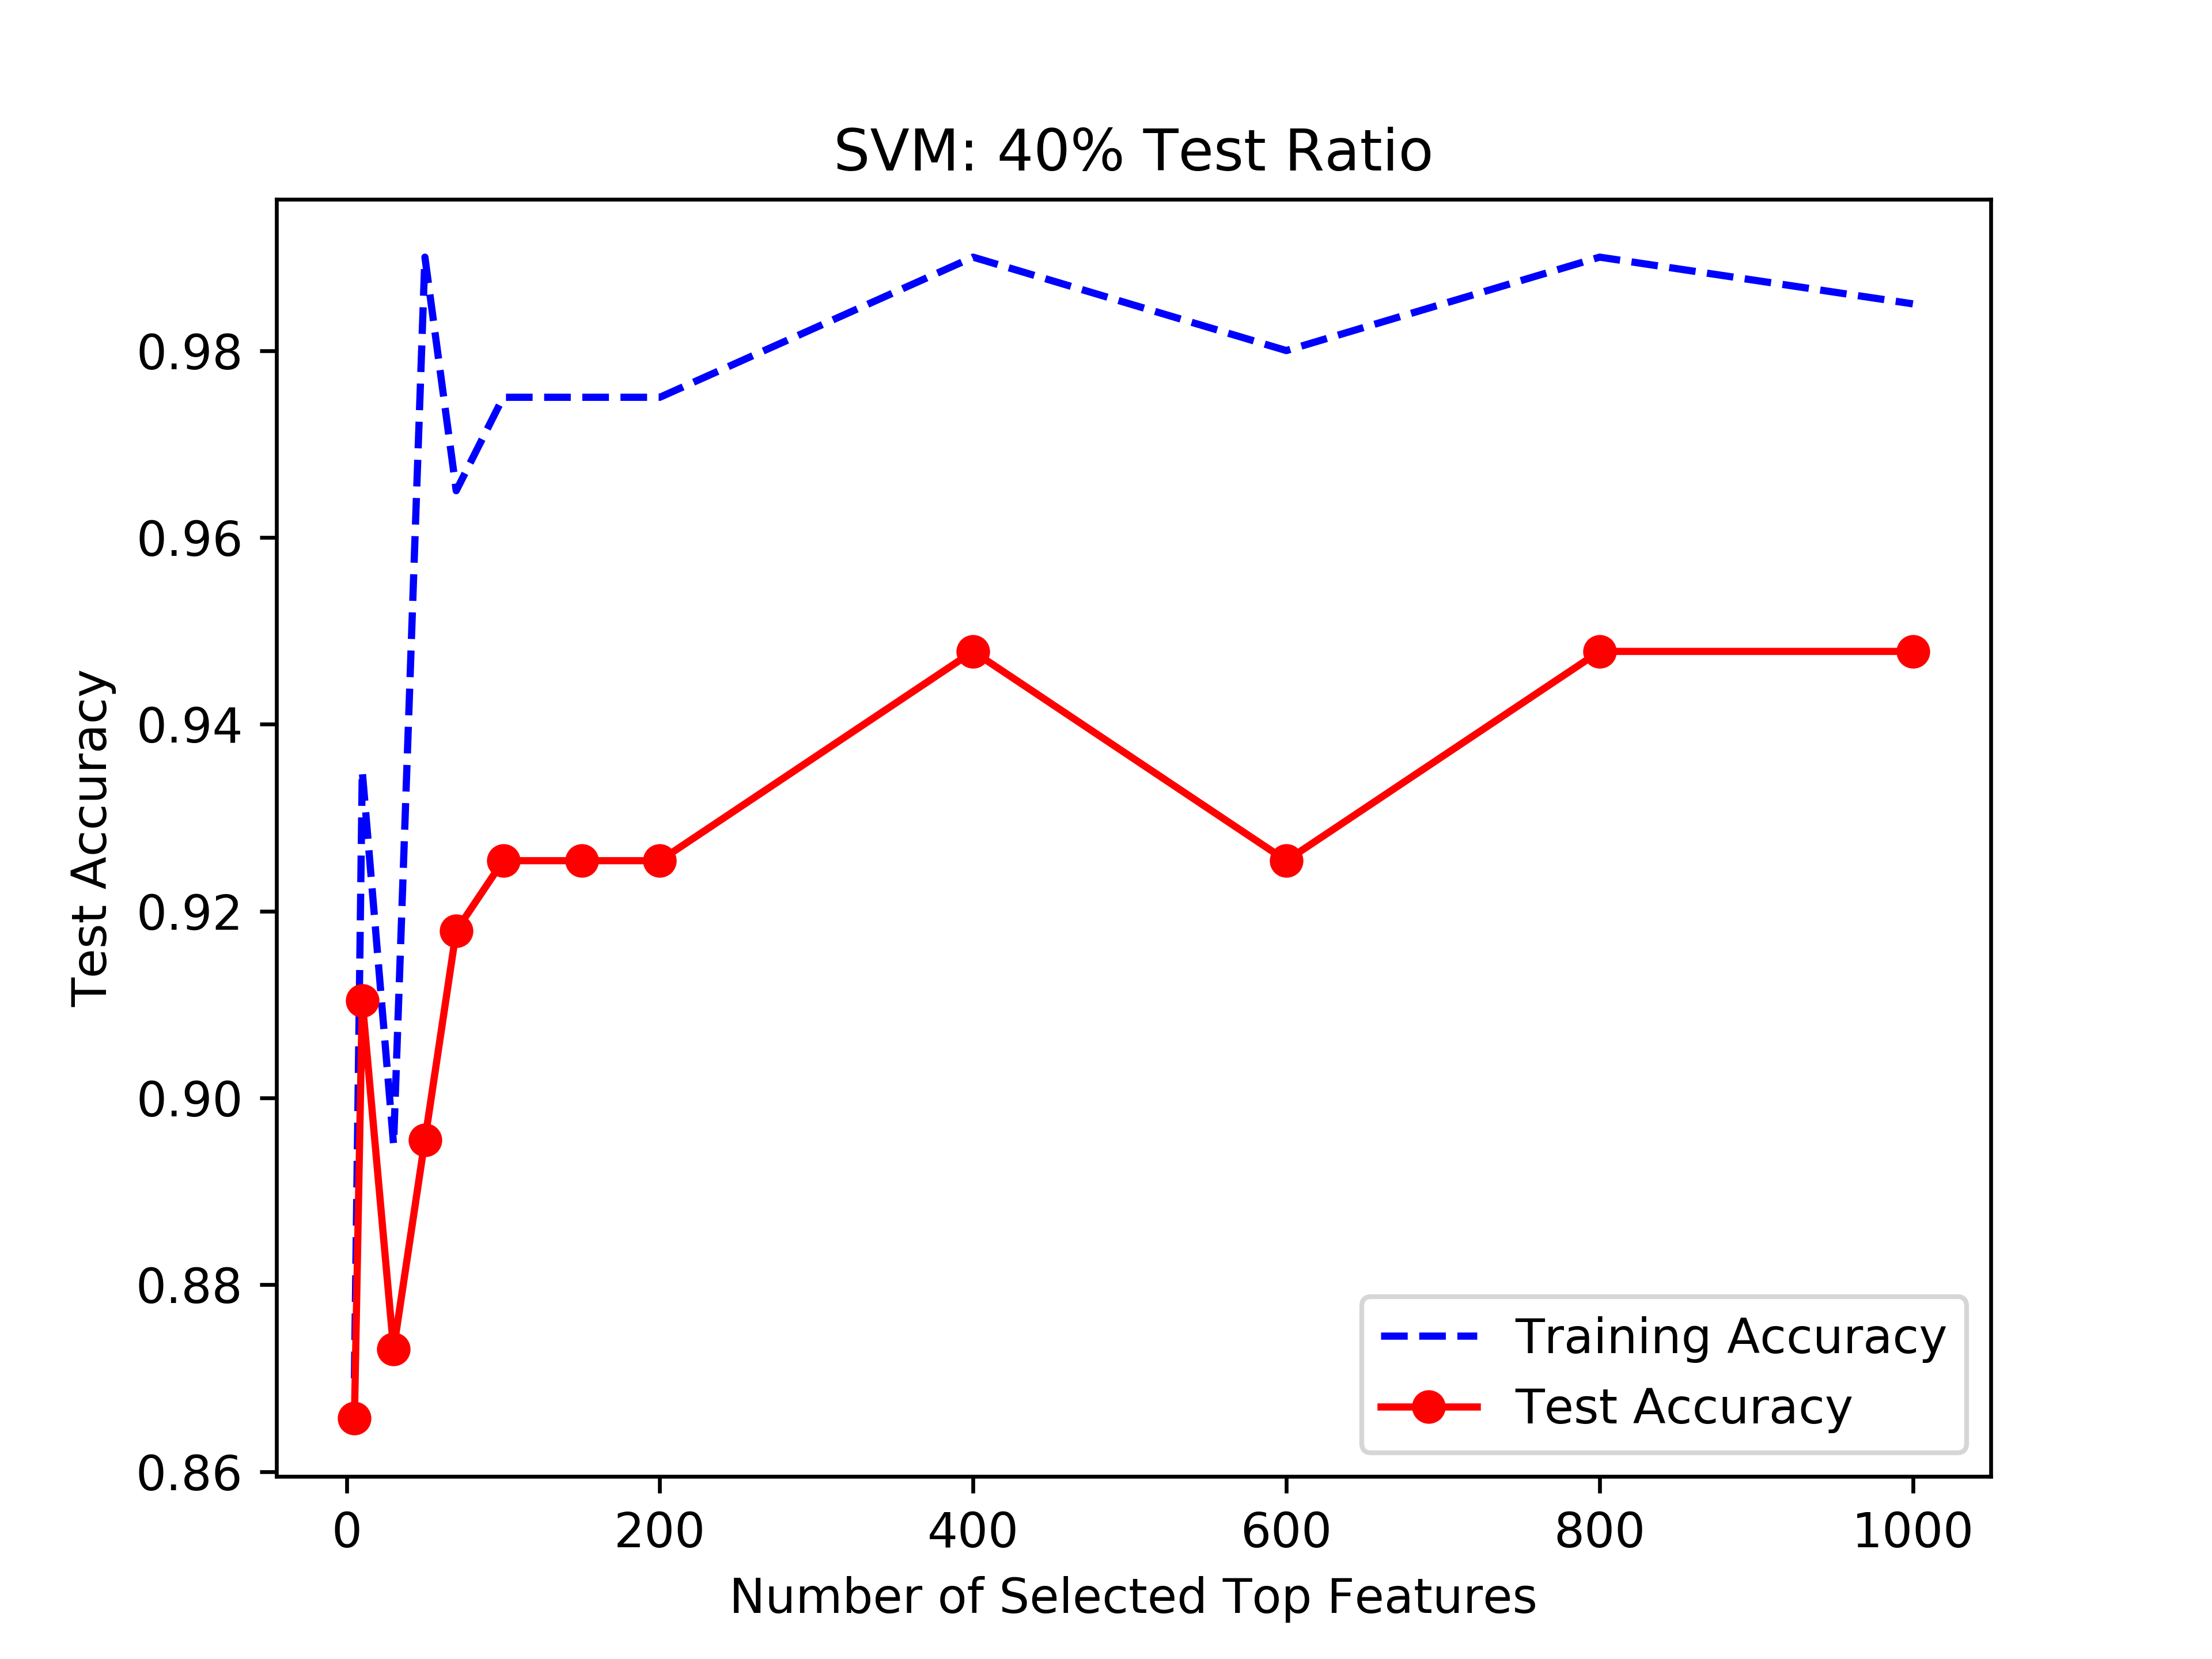 SVM: 40% Test Ratio
Test Accuracy
0.98
0.96
0.94
0.92
0.90
0.88
0.86
Training Accuracy
Test Accuracy
0 200 400 600 800 1000
Number of Selected Top Features